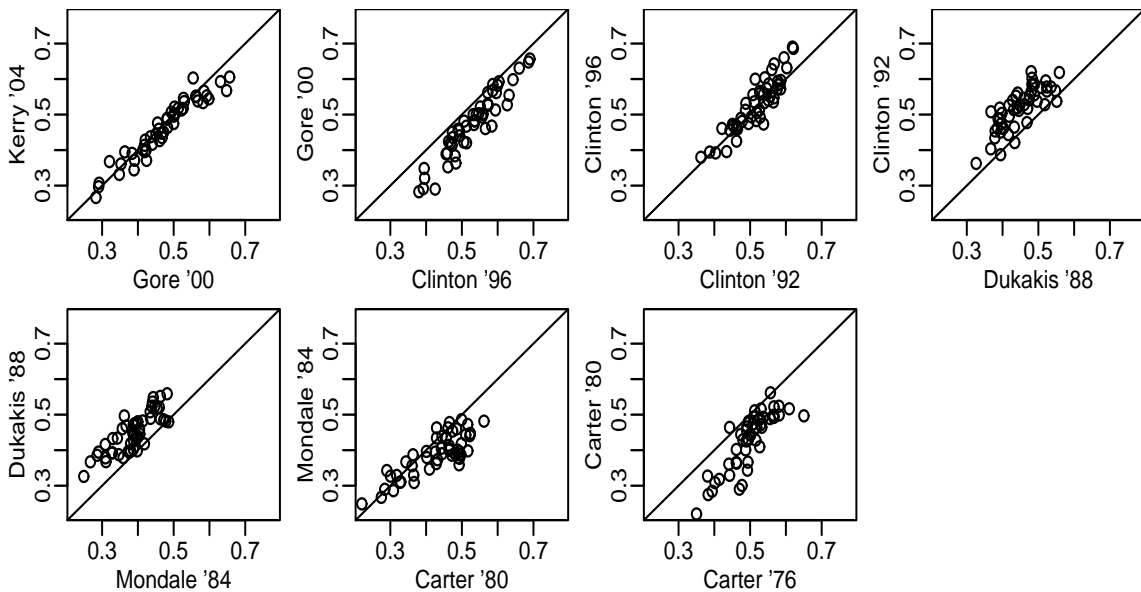 Kerry ’04
0.3 0.5 0.7
0.3 0.5 0.7
Gore ’00
Gore ’00
0.3 0.5 0.7
0.3 0.5 0.7
Clinton ’96
Clinton ’96
0.3 0.5 0.7
0.3 0.5 0.7
Clinton ’92
Clinton ’92
0.3 0.5 0.7
0.3 0.5 0.7
Dukakis ’88
Dukakis ’88
0.3 0.5 0.7
0.3 0.5 0.7
Mondale ’84
Mondale ’84
0.3 0.5 0.7
0.3 0.5 0.7
Carter ’80
Carter ’80
0.3 0.5 0.7
0.3 0.5 0.7
Carter ’76